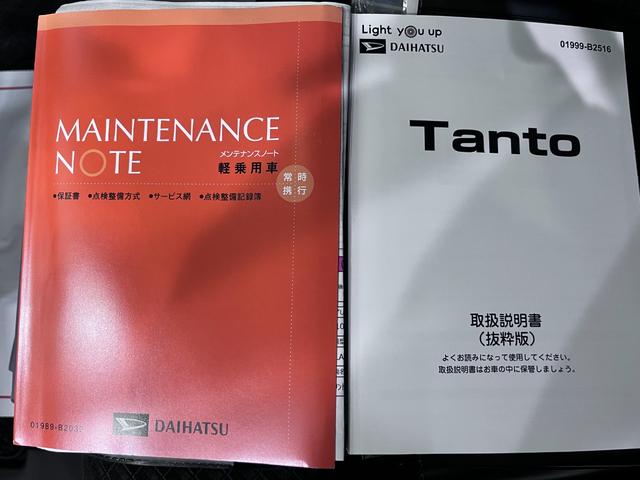 MAINTENANCE
NOTE
メンテナンスノート
軽乗用車
常時
携行
●保証書 ●点検整備方式 ●サービス網 ●点検整備記録簿
DAIHATSU
Light you up
DAIHATSU
01999-B2516
Tanto
取扱説明書
（抜粋版）
よくお読みになって使用してください。
取扱説明書はお車の中に保管しましょう。